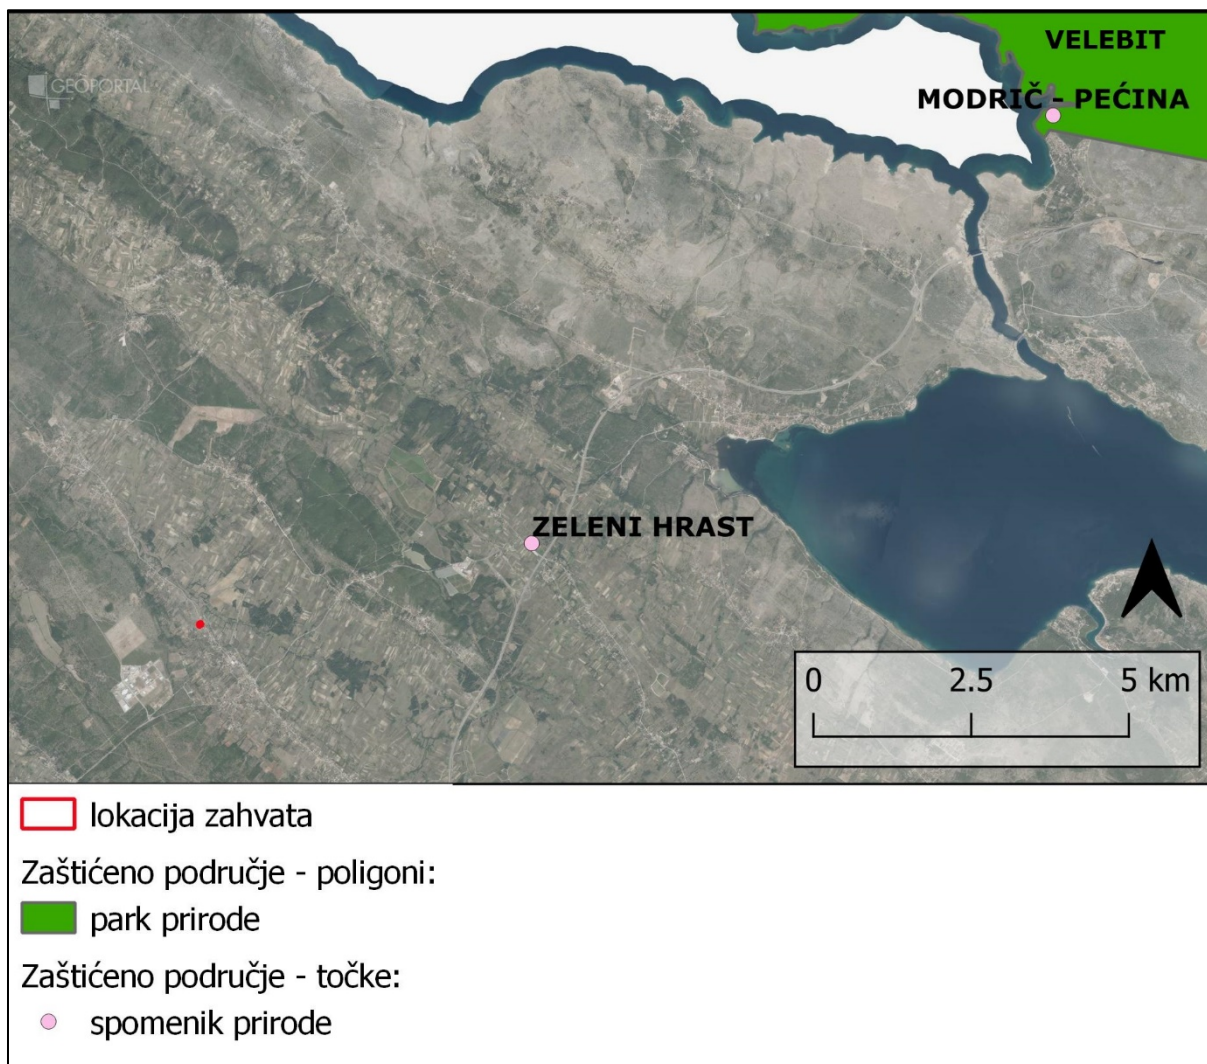 GEOPORTAL
VELEBIT
MODRIČ - PEĆINA
ZELENI HRAST
0 2.5 5 km
lokacija zahvata
Zaštićeno područje - poligoni:
park prirode
Zaštićeno područje - točke:
spomenik prirode